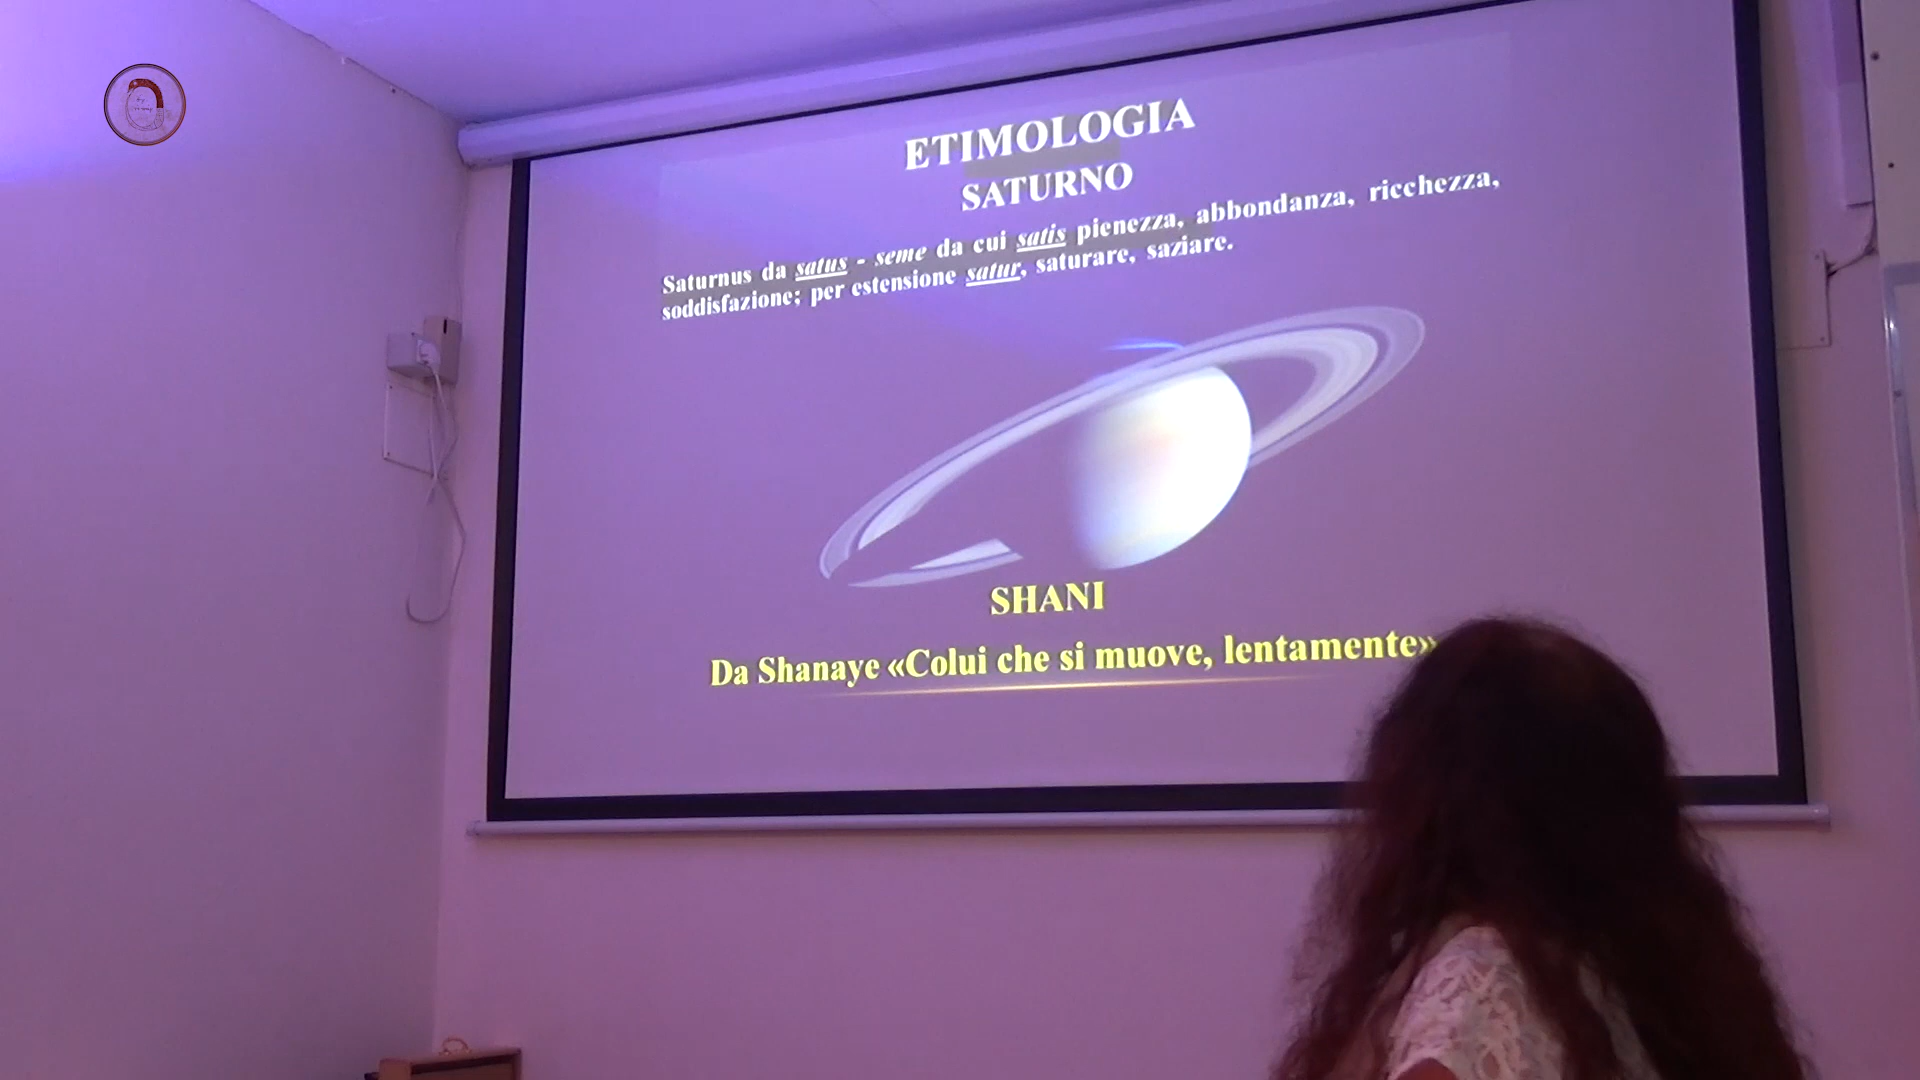 ETIMOLOGIA
SATURNO
Saturnus da satus - seme da cui satis pienezza, abbondanza, ricchezza,
soddisfazione; per estensione satur, saturare, saziare.
SHANI
Da Shanaye «Colui che si muove, lentamente»